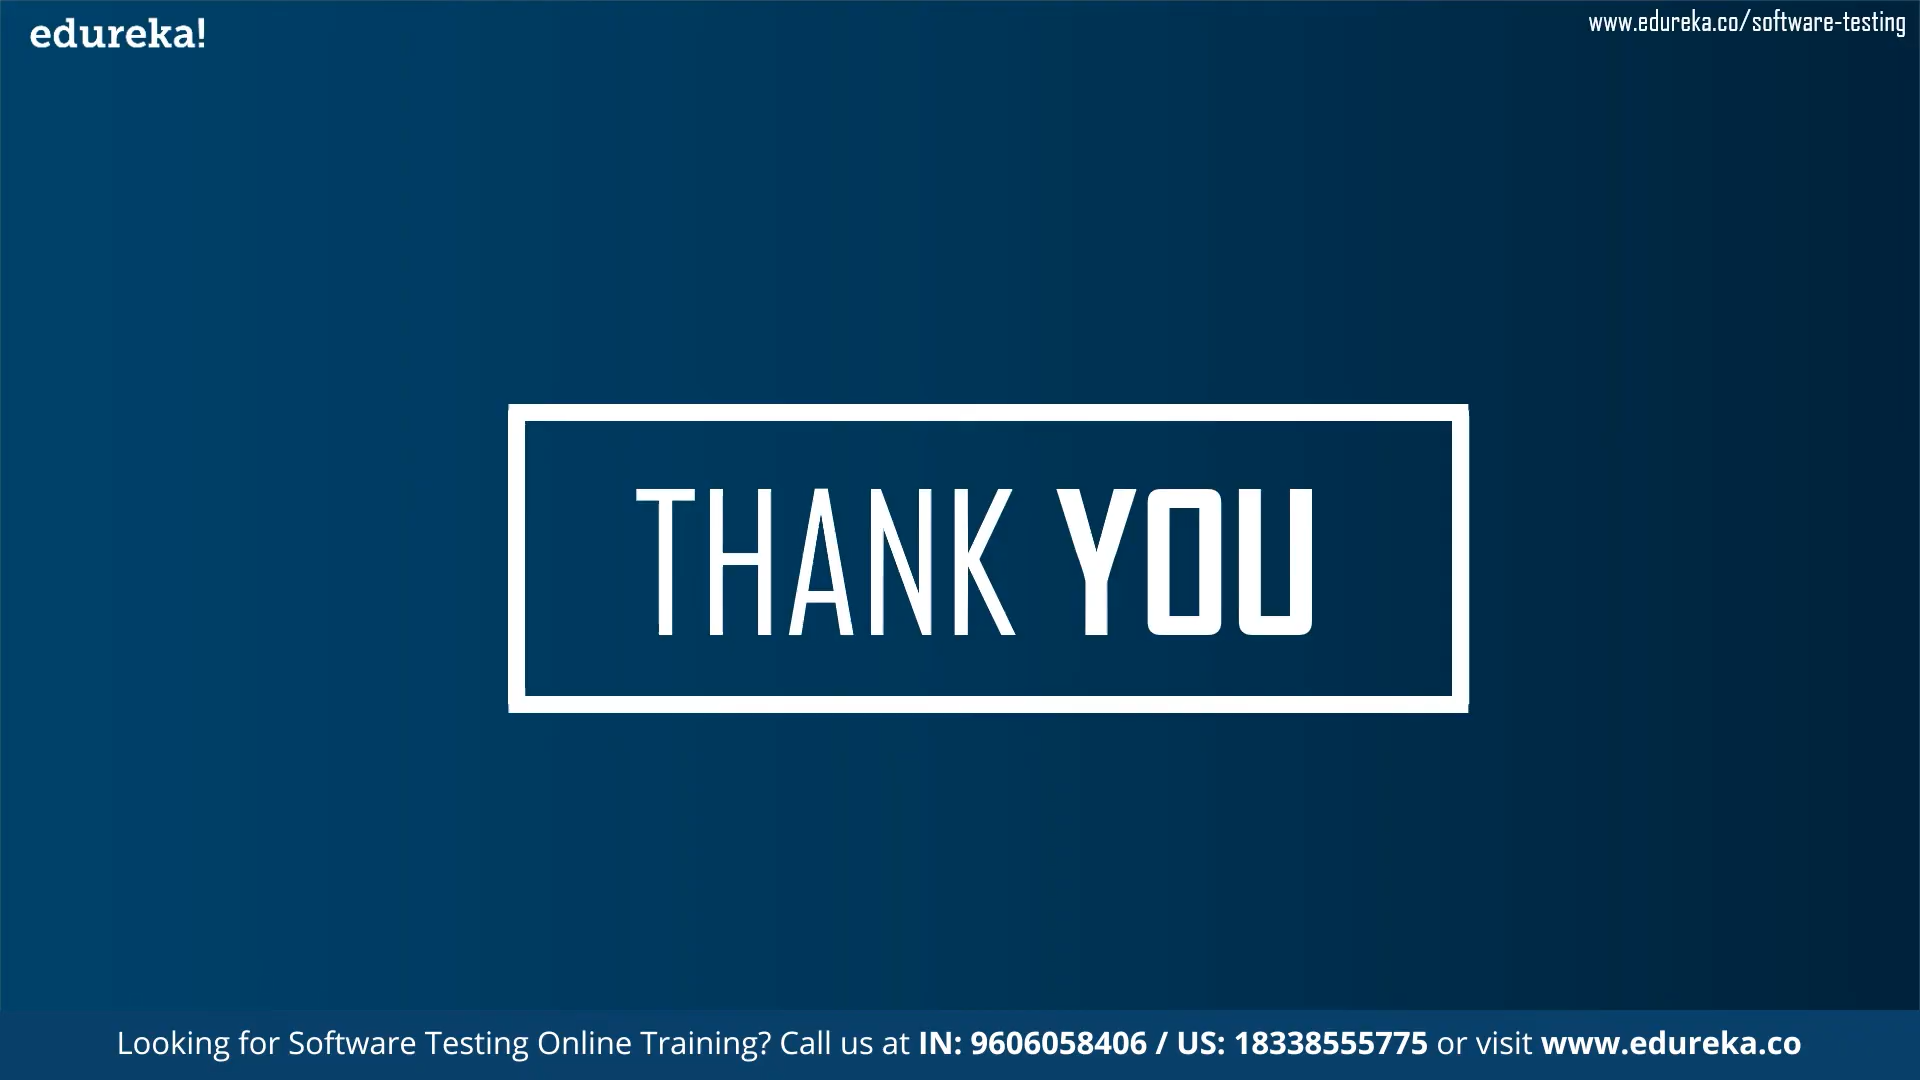 edureka!
www.edureka.co/software-testing
THANK YOU
Looking for Software Testing Online Training? Call us at IN: 9606058406 / US: 18338555775 or visit www.edureka.co